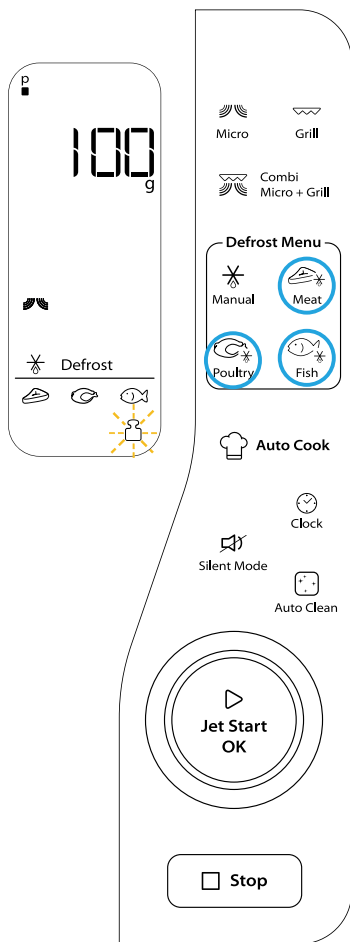 p
100
g
Defrost
Micro
Grill
Combi
Micro + Grill
Defrost Menu
Manual
Meat
Poultry
Fish
Auto Cook
Clock
Silent Mode
Auto Clean
Jet Start
OK
Stop